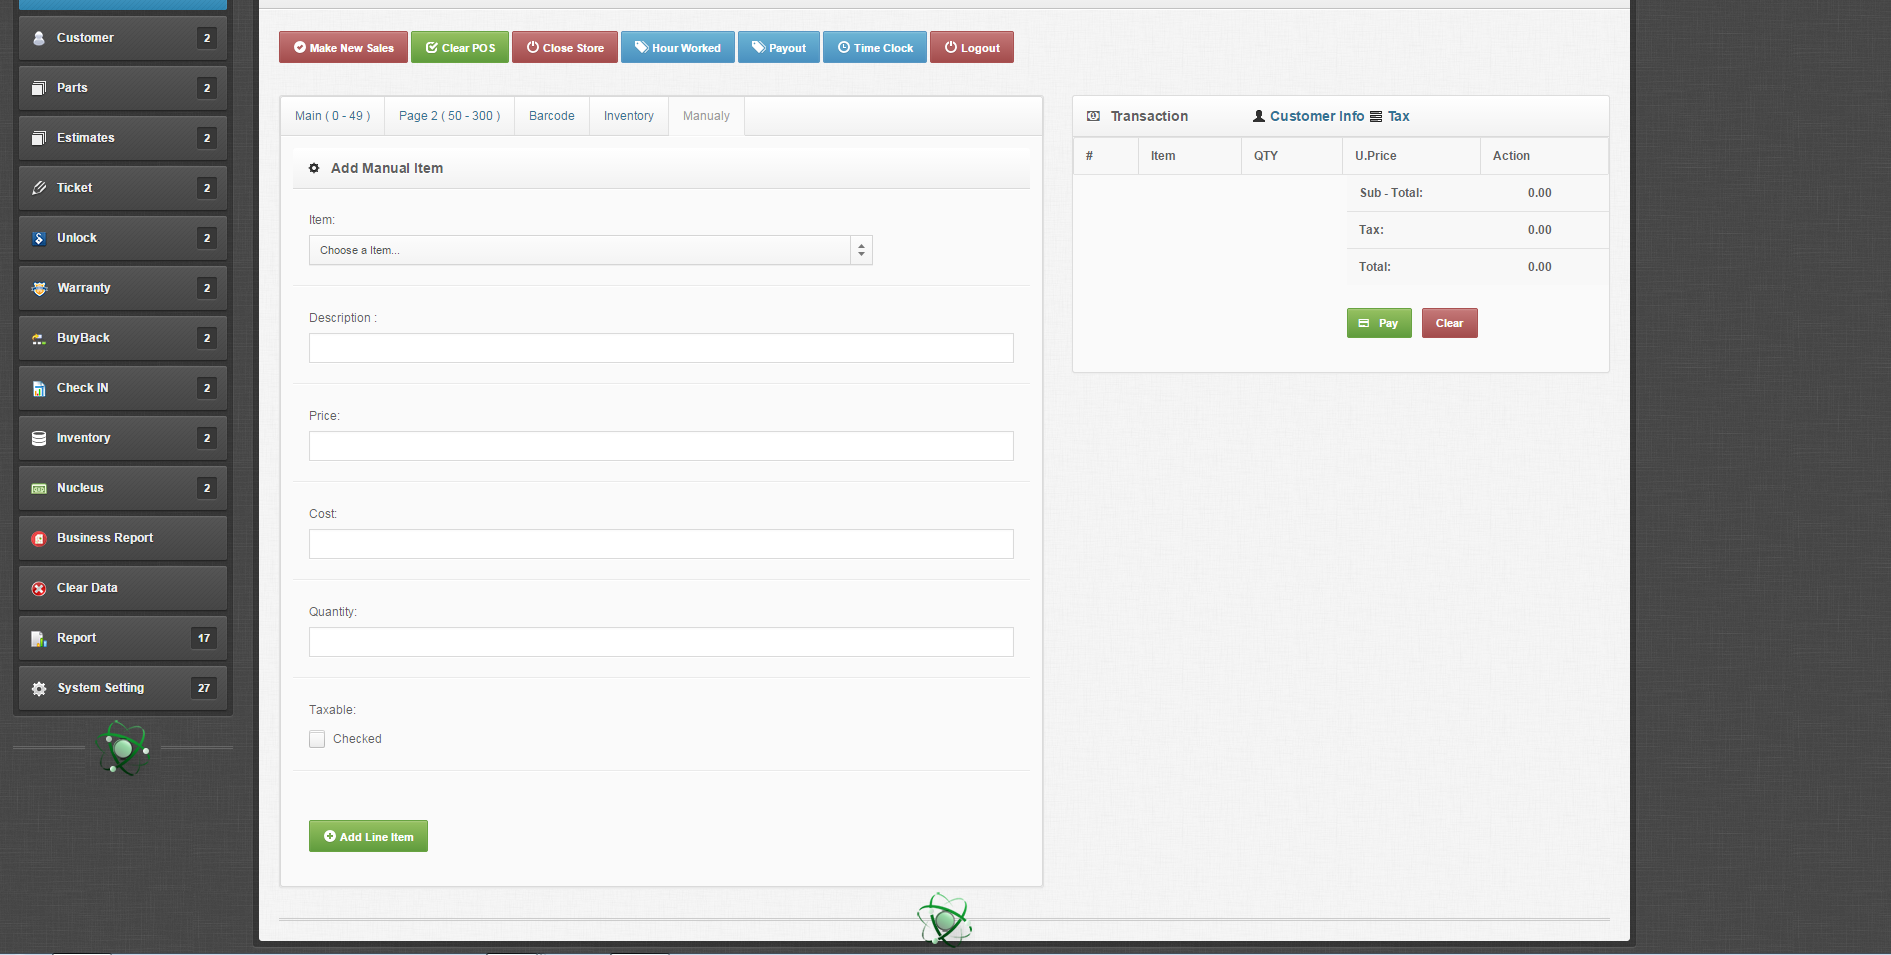 Customer 2
Parts 2
Estimates 2
Ticket 2
Unlock 2
Warranty 2
BuyBack 2
Check IN 2
Inventory 2
Nucleus 2
Business Report
Clear Data
Report 17
System Setting 27
Make New Sales Clear POS Close Store Hour Worked Payout Time Clock Logout
Main ( 0 - 49 ) Page 2 ( 50 - 300 ) Barcode Inventory Manualy
Add Manual Item
Item:
Choose a Item...
Description :
Price:
Cost:
Quantity:
Taxable:
Checked
Add Line Item
Transaction Customer Info Tax
# Item QTY U.Price Action
Sub - Total: 0.00
Tax: 0.00
Total: 0.00
Pay Clear